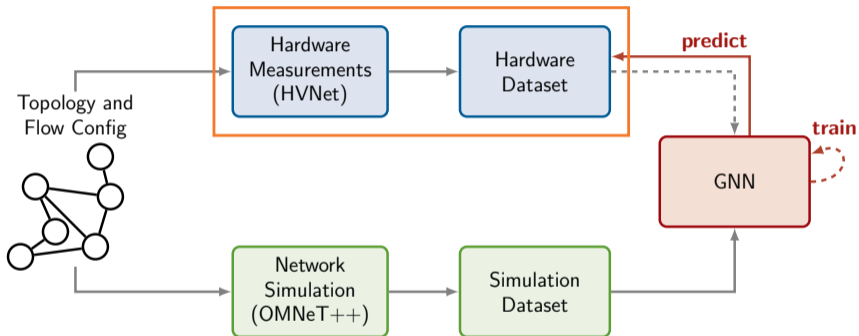 Topology and
Flow Config
Hardware
Measurements
(HVNet)
Hardware
Dataset
predict
train
GNN
Network
Simulation
(OMNeT++)
Simulation
Dataset